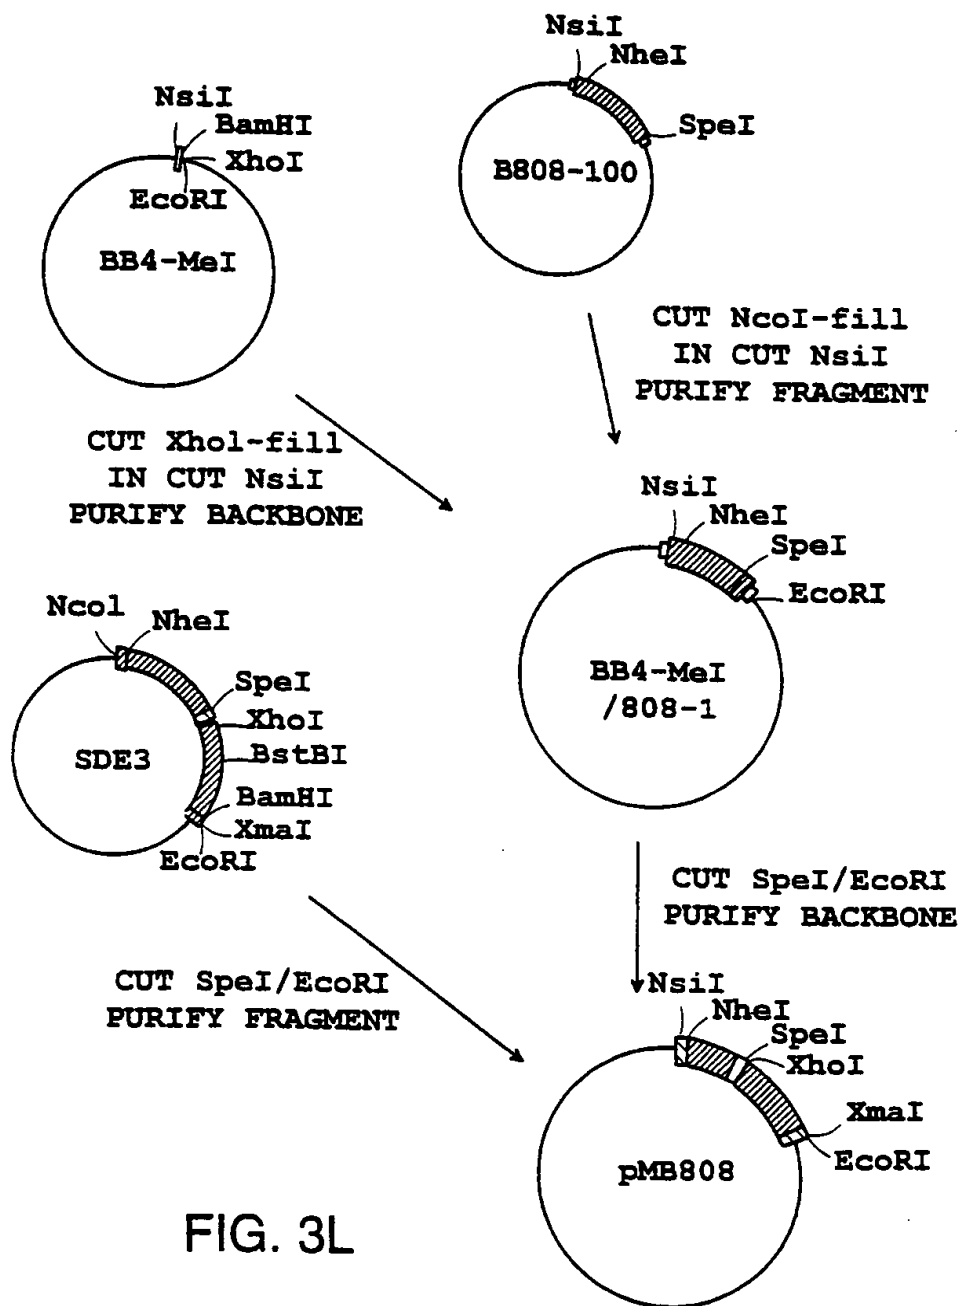 NsiI
BamHI
XhoI
EcoRI
BB4-MeI
NsiI
NheI
SpeI
B808-100
CUT Xhol-fill
IN CUT NsiI
PURIFY BACKBONE
CUT NcoI-fill
IN CUT NsiI
PURIFY FRAGMENT
NsiI
NheI
SpeI
EcoRI
BB4-MeI
/808-1
Ncol
NheI
SpeI
XhoI
BstBI
BamHI
XmaI
EcoRI
SDE3
CUT SpeI/EcoRI
PURIFY FRAGMENT
CUT SpeI/EcoRI
PURIFY BACKBONE
NsiI
NheI
SpeI
XhoI
XmaI
EcoRI
pMB808
FIG. 3L